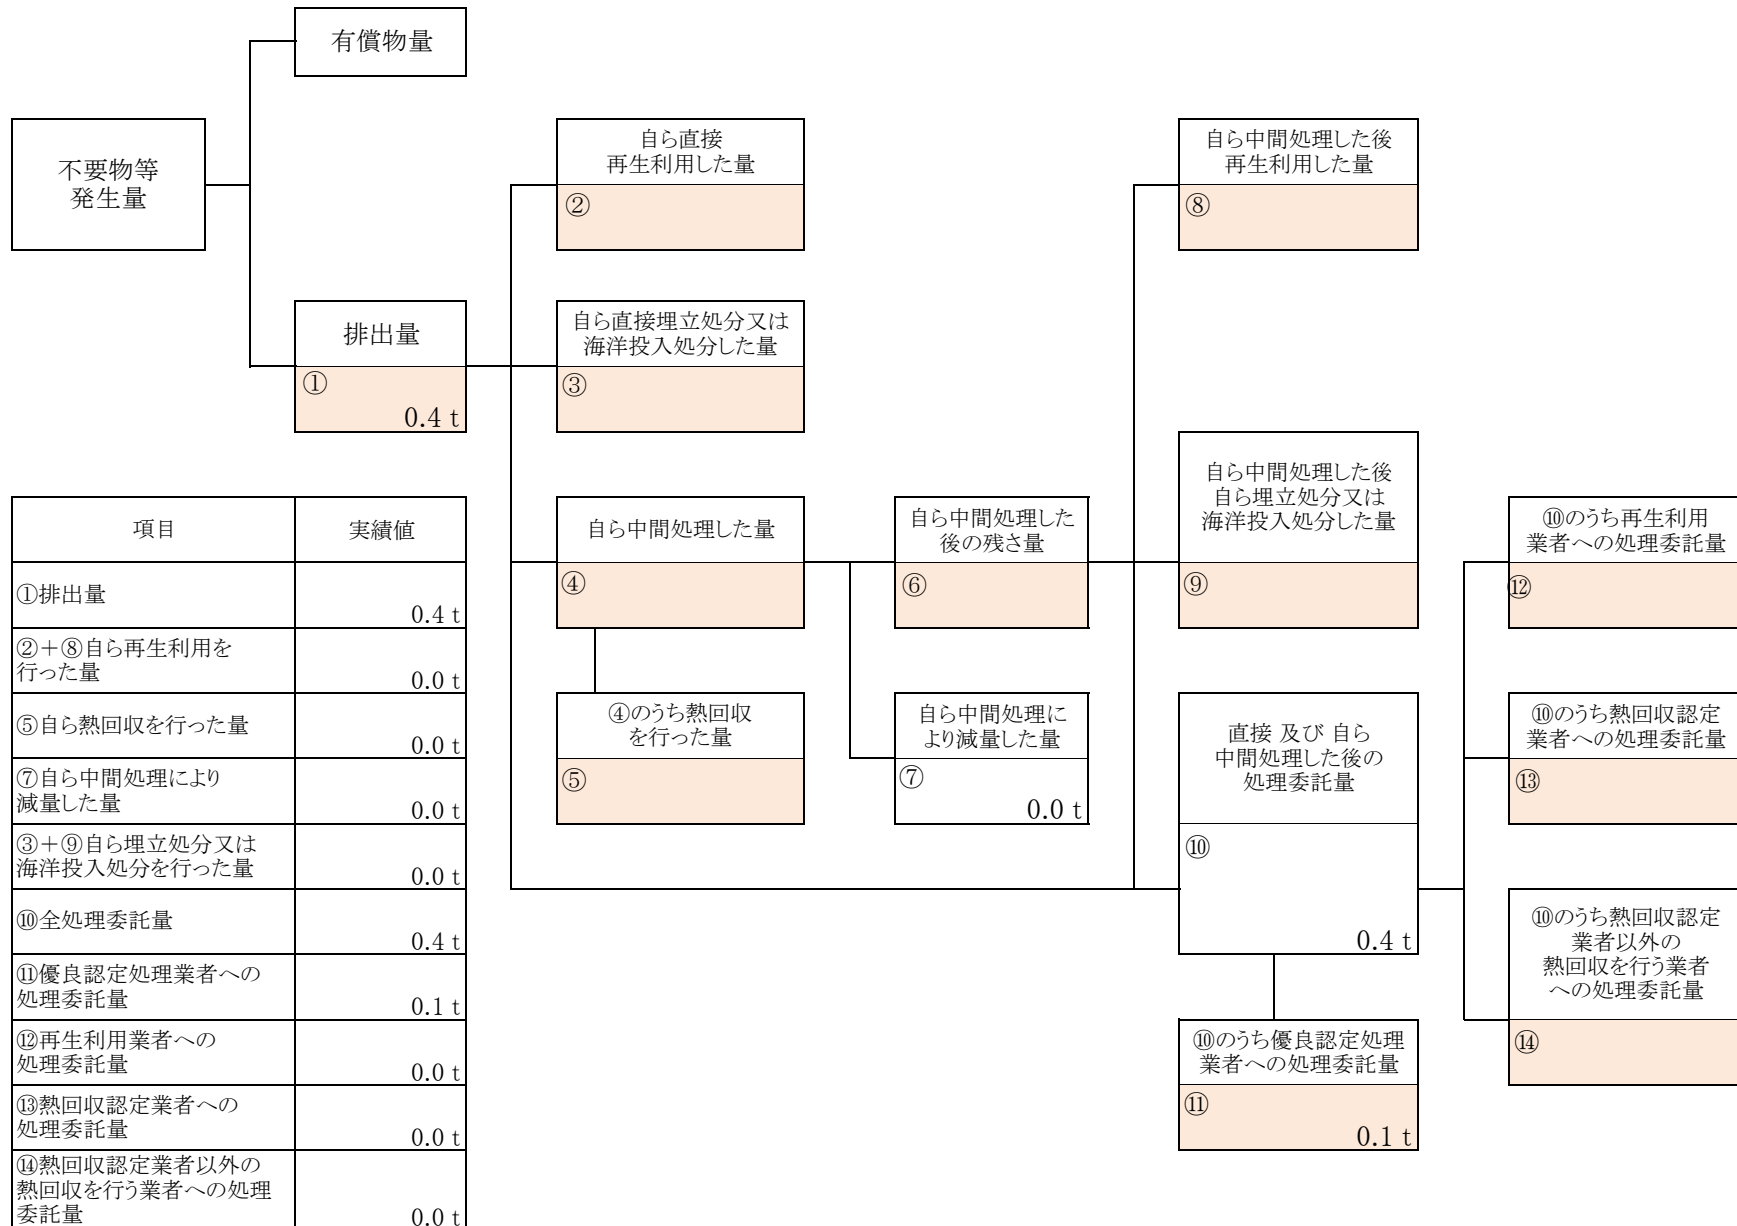 有償物量
不要物等
発生量
自ら直接
再生利用した量
②
自ら中間処理した後
再生利用した量
⑧
排出量
①
0.4 t
自ら直接埋立処分又は
海洋投入処分した量
③
自ら中間処理した量
④
自ら中間処理した
後の残さ量
⑥
自ら中間処理した後
自ら埋立処分又は
海洋投入処分した量
⑨
⑩のうち再生利用
業者への処理委託量
⑫
④のうち熱回収
を行った量
⑤
自ら中間処理に
より減量した量
⑦
0.0 t
直接 及び 自ら
中間処理した後の
処理委託量
⑩
0.4 t
⑩のうち熱回収認定
業者への処理委託量
⑬
⑩のうち熱回収認定
業者以外の
熱回収を行う業者
への処理委託量
⑭
⑩のうち優良認定処理
業者への処理委託量
⑪
0.1 t
項目 実績値
①排出量
0.4 t
②+⑧自ら再生利用を
行った量
0.0 t
⑤自ら熱回収を行った量
0.0 t
⑦自ら中間処理により
減量した量
0.0 t
③+⑨自ら埋立処分又は
海洋投入処分を行った量
0.0 t
⑩全処理委託量
0.4 t
⑪優良認定処理業者への
処理委託量
0.1 t
⑫再生利用業者への
処理委託量
0.0 t
⑬熱回収認定業者への
処理委託量
0.0 t
⑭熱回収認定業者以外の
熱回収を行う業者への処理
委託量
0.0 t